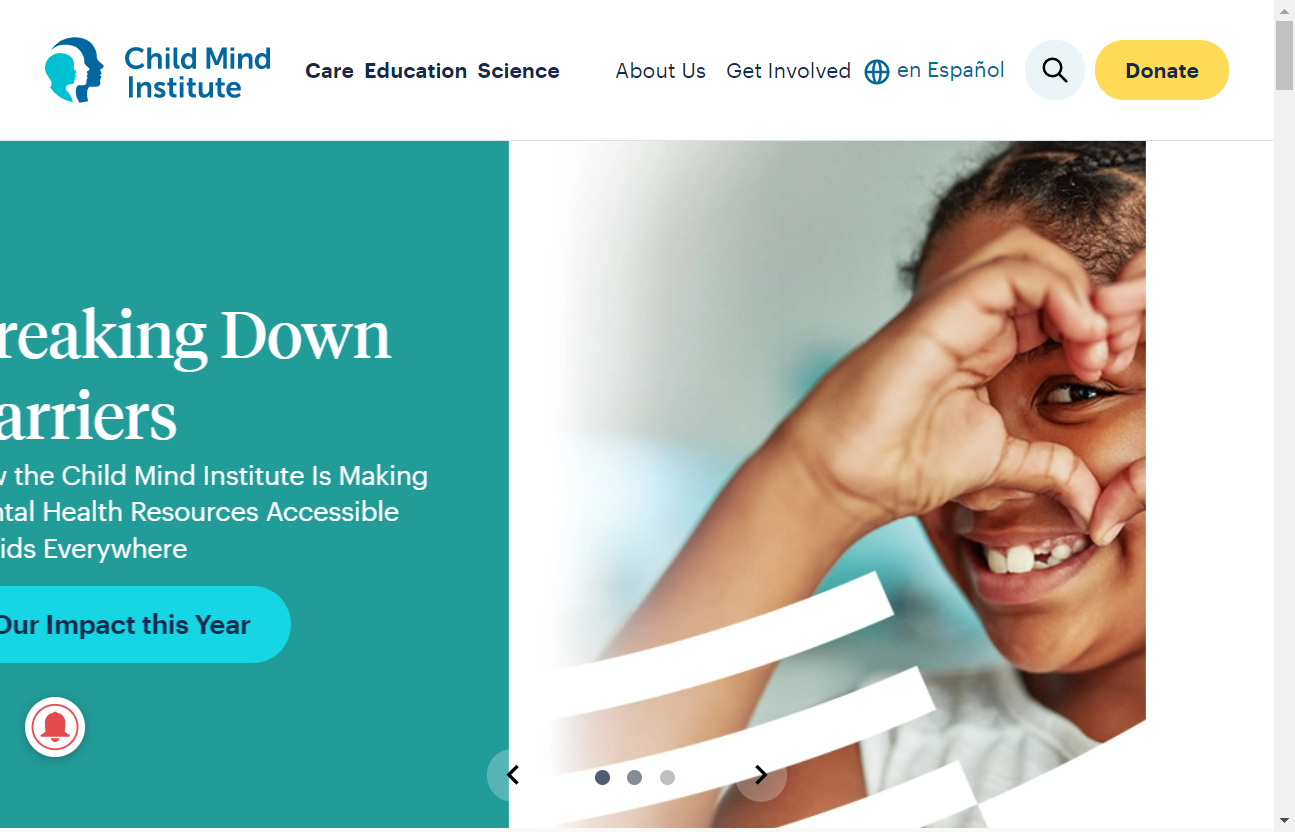 Child Mind
Institute
Care Education Science
About Us Get Involved en Español
Donate
reaking Down
arriers
the Child Mind Institute Is Making
ntal Health Resources Accessible
ids Everywhere
Our Impact this Year